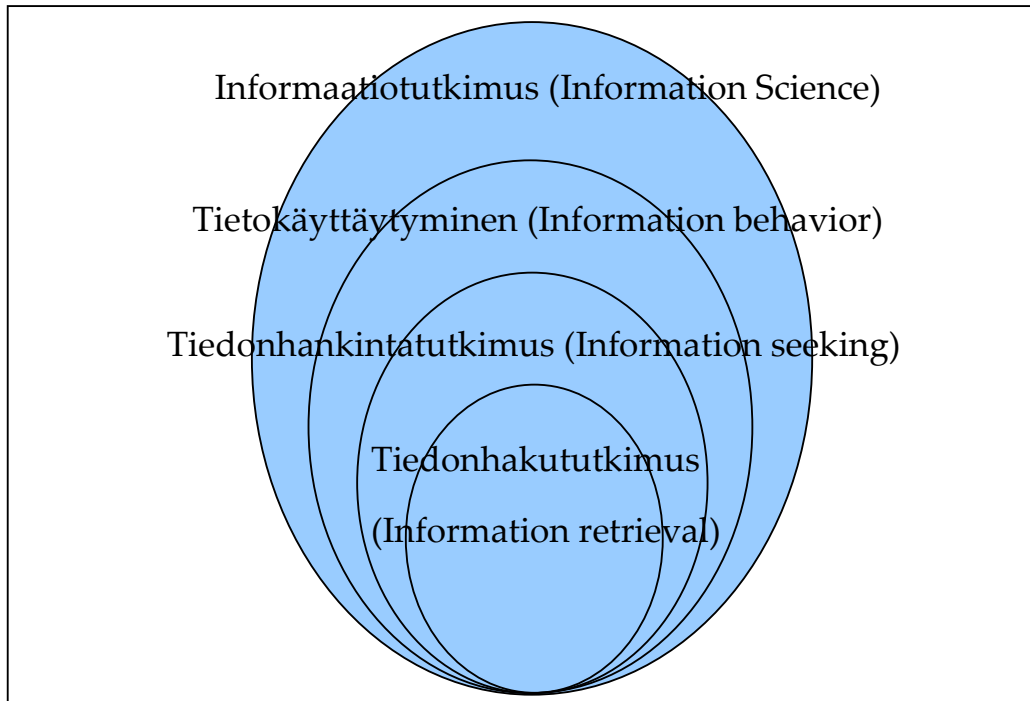 Informaatiotutkimus (Information Science)
Tietokäyttäytyminen (Information behavior)
Tiedonhankintatutkimus (Information seeking)
Tiedonhakututkimus
(Information retrieval)